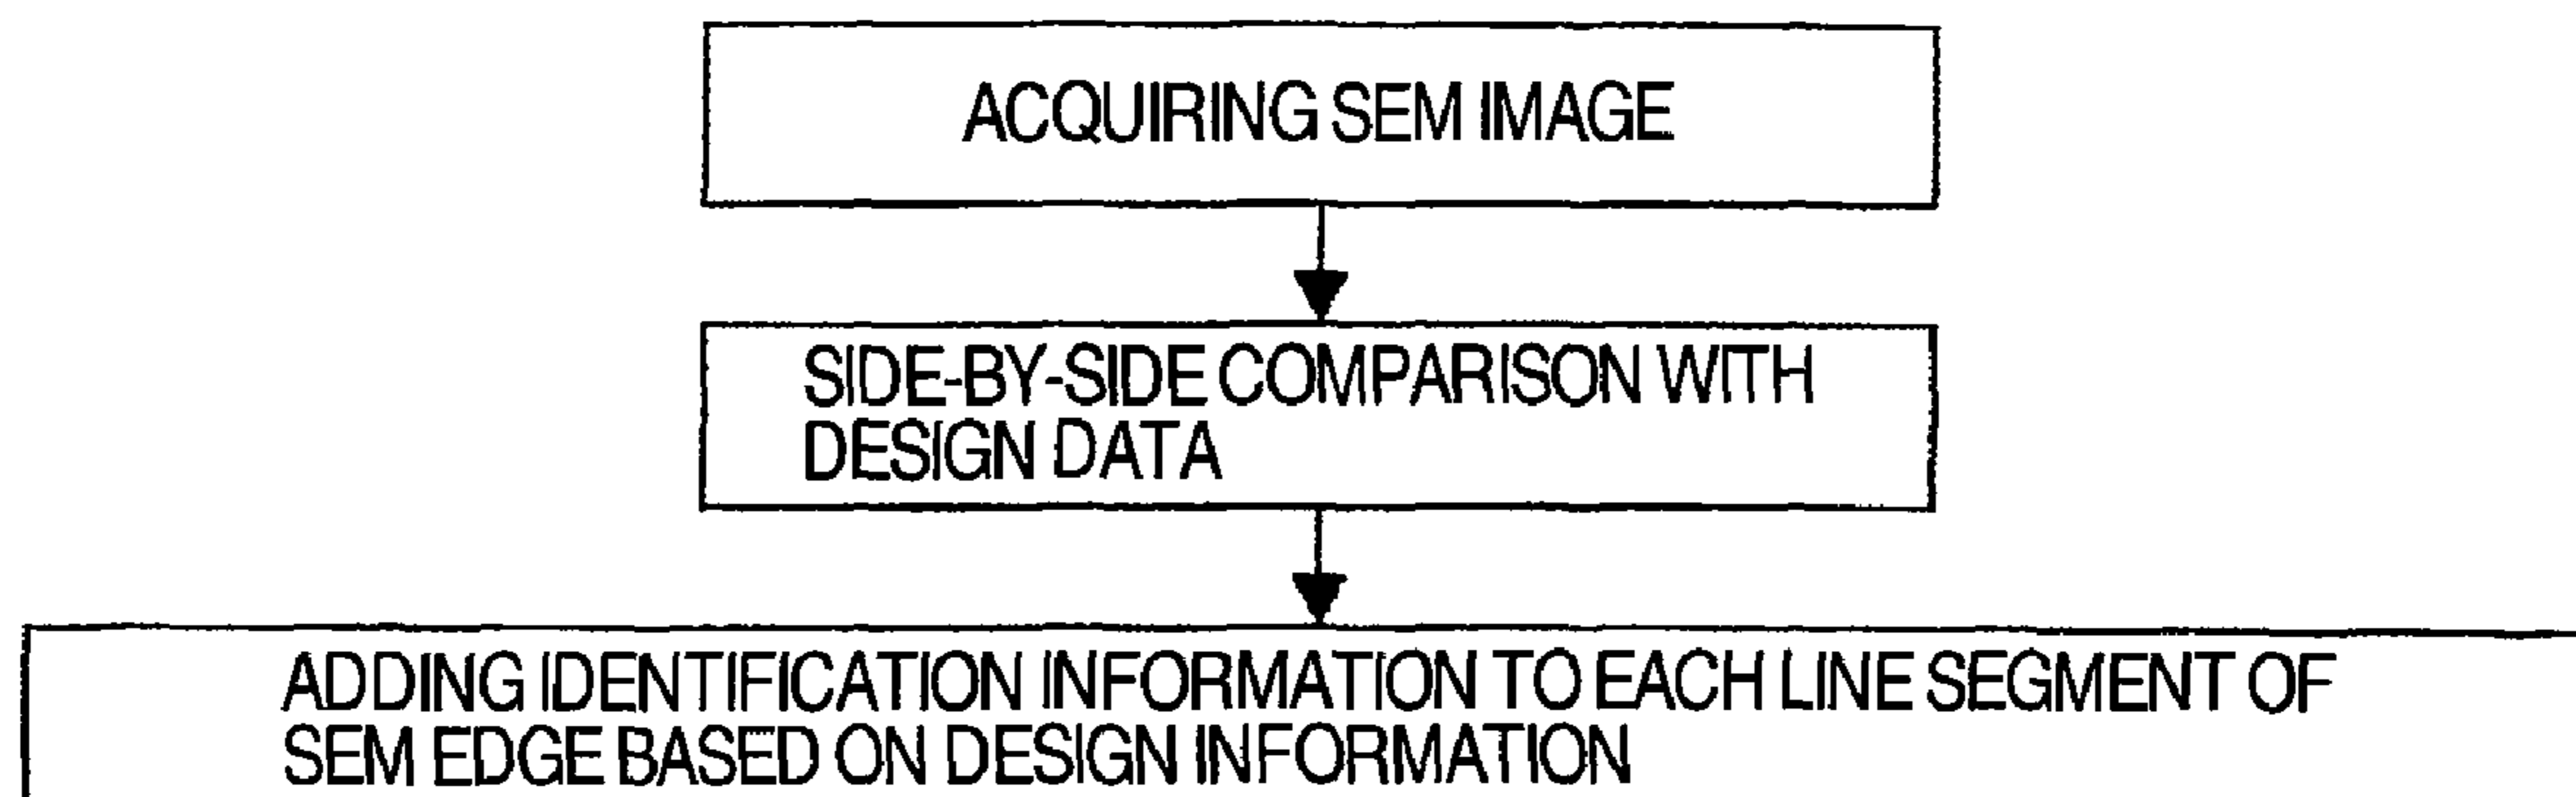 ACQUIRING SEM IMAGE
SIDE-BY-SIDE COMPARISON WITH
DESIGN DATA
ADDING IDENTIFICATION INFORMATION TO EACH LINE SEGMENT OF
SEM EDGE BASED ON DESIGN INFORMATION